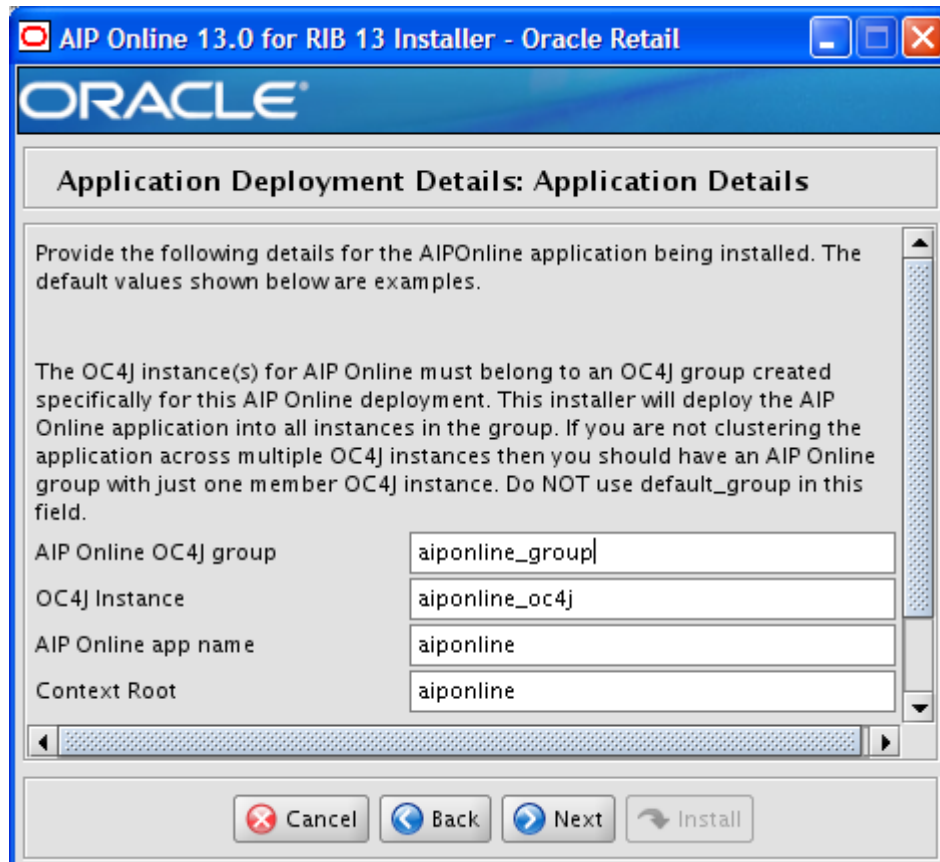 AIP Online 13.0 for RIB 13 Installer - Oracle Retail
ORACLE®
Application Deployment Details: Application Details
Provide the following details for the AIPOnline application being installed. The
default values shown below are examples.
The OC4J instance(s) for AIP Online must belong to an OC4J group created
specifically for this AIP Online deployment. This installer will deploy the AIP
Online application into all instances in the group. If you are not clustering the
application across multiple OC4J instances then you should have an AIP Online
group with just one member OC4J instance. Do NOT use default_group in this
field.
AIP Online OC4J group aiponline_group
OC4J Instance aiponline_oc4j
AIP Online app name aiponline
Context Root aiponline
Cancel Back Next Install